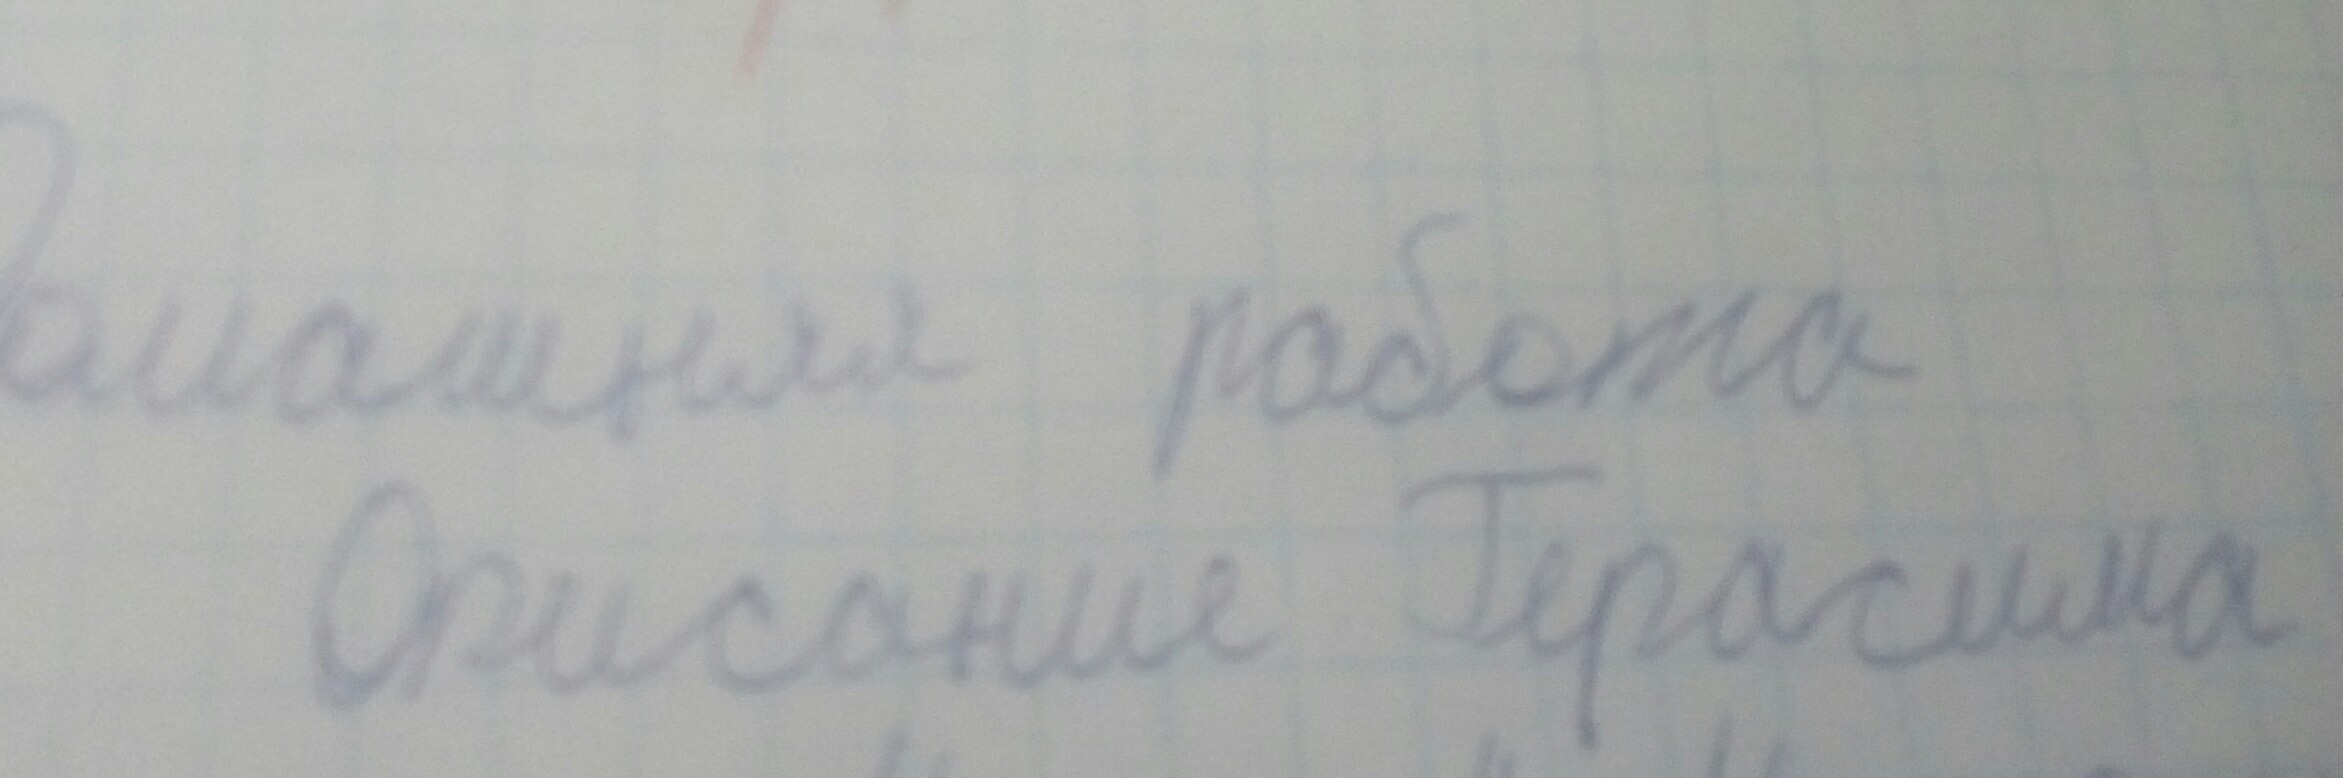 Домашняя работа
Описание Герасима